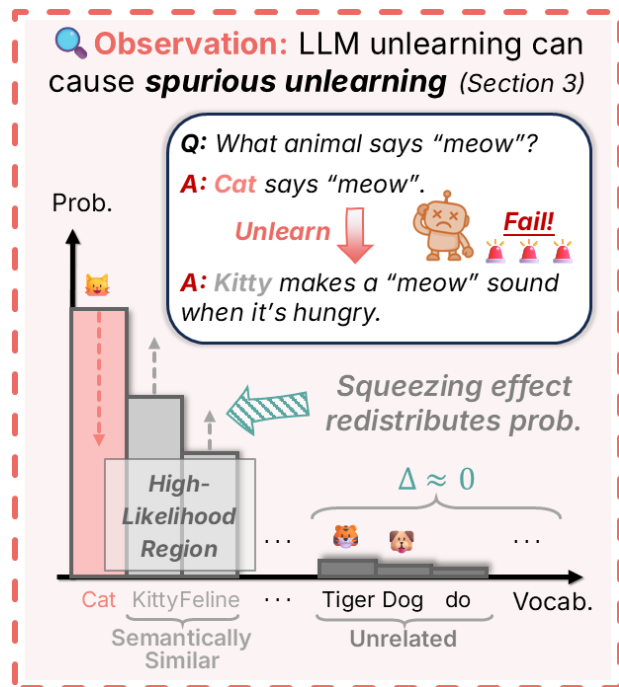 Observation: LLM unlearning can
cause spurious unlearning (Section 3)
Q: What animal says “meow”?
A: Cat says “meow”.
Unlearn
Fail!
A: Kitty makes a “meow” sound
when it’s hungry.
Prob.
Squeezing effect
redistributes prob.
High-
Likelihood
Region
Δ ≈ 0
...
...
Cat Kitty Feline ... Tiger Dog do Vocab.
Semantically
Similar
Unrelated